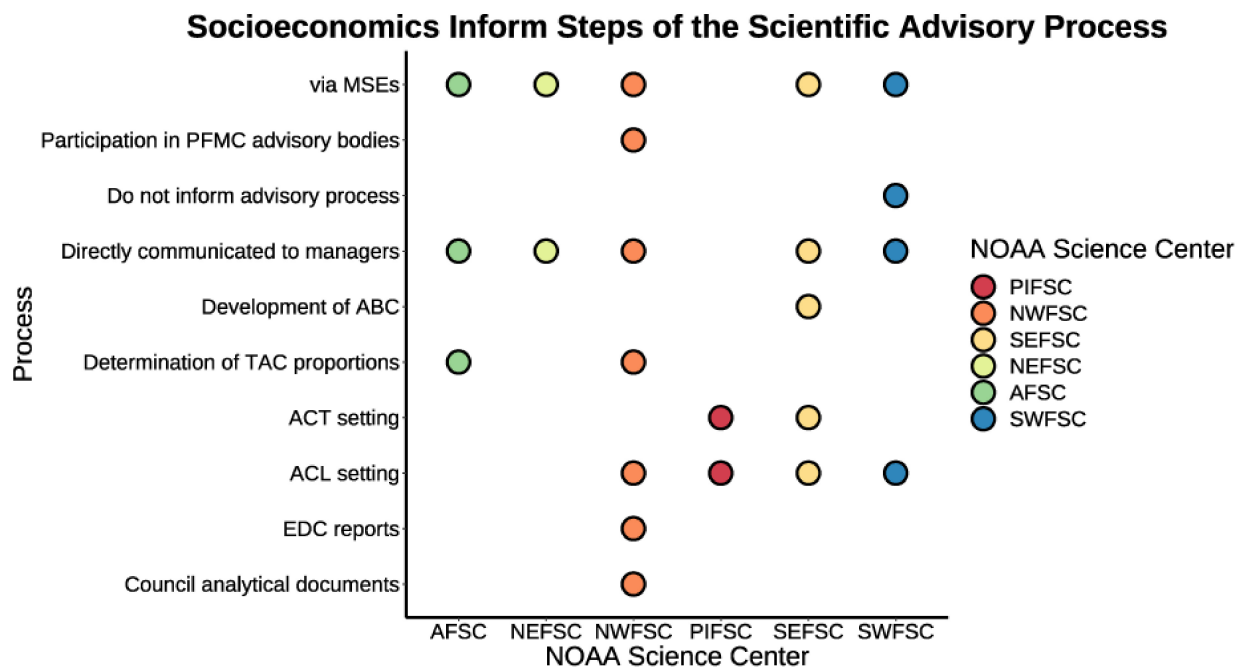 Socioeconomics Inform Steps of the Scientific Advisory Process
via MSEs
Participation in PFMC advisory bodies
Do not inform advisory process
Directly communicated to managers
Development of ABC
Determination of TAC proportions
ACT setting
ACL setting
EDC reports
Council analytical documents
Process
AFSC NEFSC NWFSC PIFSC SEFSC SWFSC
NOAA Science Center
NOAA Science Center
PIFSC
NWFSC
SEFSC
NEFSC
AFSC
SWFSC